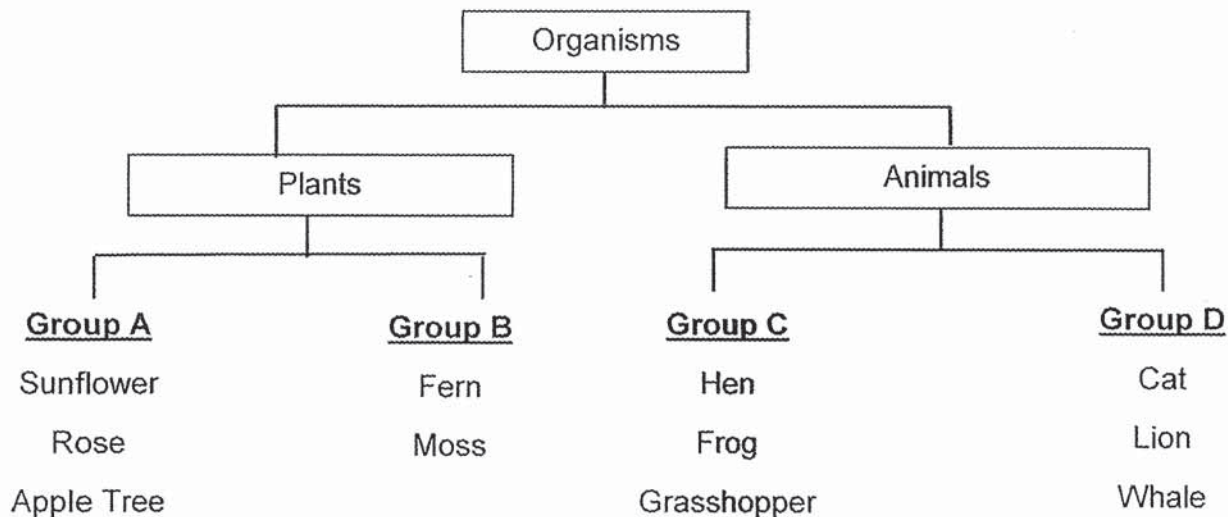 Organisms
Plants
Animals
Group A
Group B
Group C
Group D
Sunflower
Fern
Hen
Cat
Rose
Moss
Frog
Lion
Apple Tree
Grasshopper
Whale